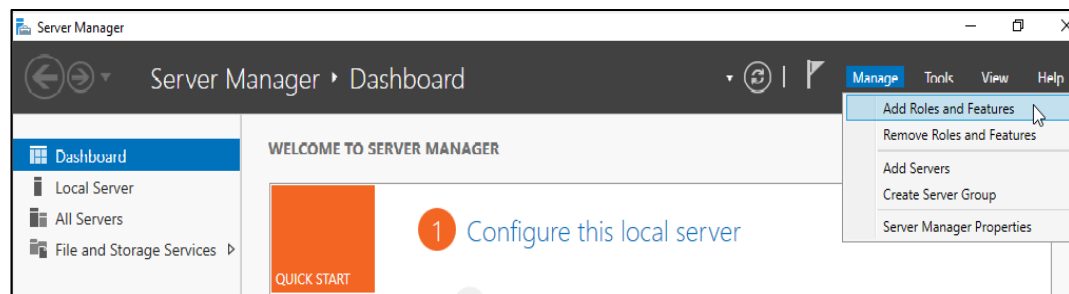 Server Manager
Server Manager • Dashboard
Manage Tools View Help
Add Roles and Features
Remove Roles and Features
Add Servers
Create Server Group
Server Manager Properties
Dashboard
Local Server
All Servers
File and Storage Services
WELCOME TO SERVER MANAGER
QUICK START
1 Configure this local server